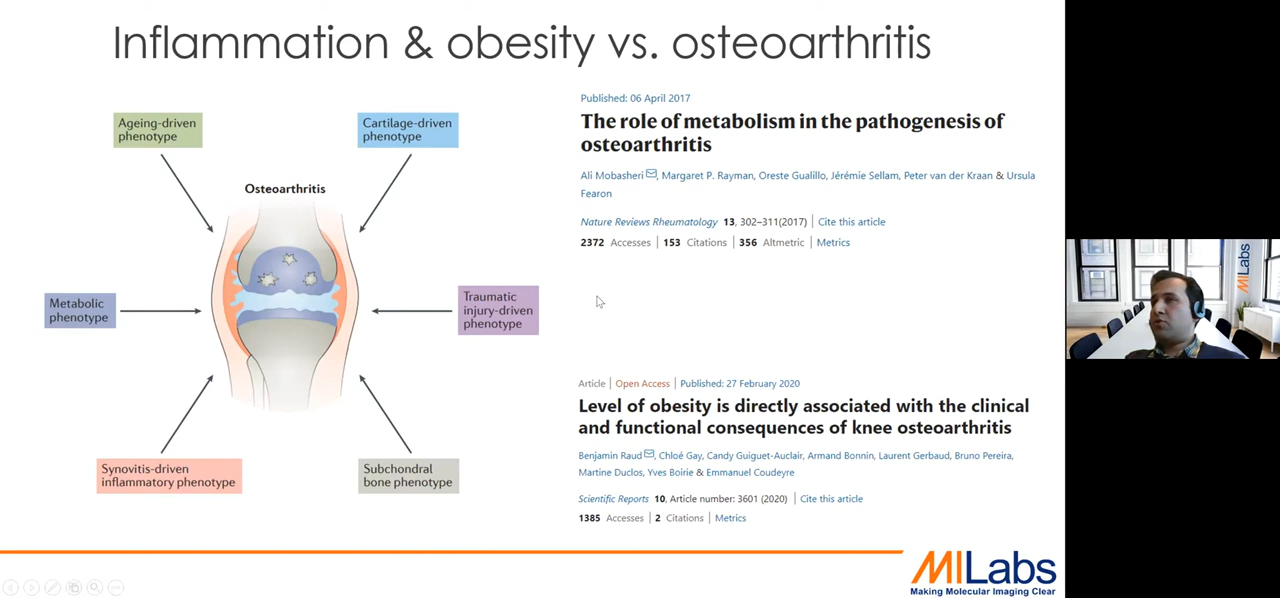 Inflammation & obesity vs. osteoarthritis
Ageing-driven
phenotype
Cartilage-driven
phenotype
Osteoarthritis
Metabolic
phenotype
Traumatic
injury-driven
phenotype
Synovitis-driven
inflammatory phenotype
Subchondral
bone phenotype
Published: 06 April 2017
The role of metabolism in the pathogenesis of
osteoarthritis
Ali Mobasheri, Margaret P. Rayman, Oreste Gualillo, Jérémie Sellam, Peter van der Kraan & Ursula
Fearon
Nature Reviews Rheumatology 13, 302–311(2017) | Cite this article
2372 Accesses | 153 Citations | 356 Altmetric | Metrics
Article | Open Access | Published: 27 February 2020
Level of obesity is directly associated with the clinical
and functional consequences of knee osteoarthritis
Benjamin Raud, Chloé Gay, Candy Guiguet-Auclair, Armand Bonnin, Laurent Gerbaud, Bruno Pereira,
Martine Duclos, Yves Boirie & Emmanuel Coudeyre
Scientific Reports 10, Article number: 3601 (2020) | Cite this article
1385 Accesses | 2 Citations | Metrics
MILabs
Making Molecular Imaging Clear
MILabs